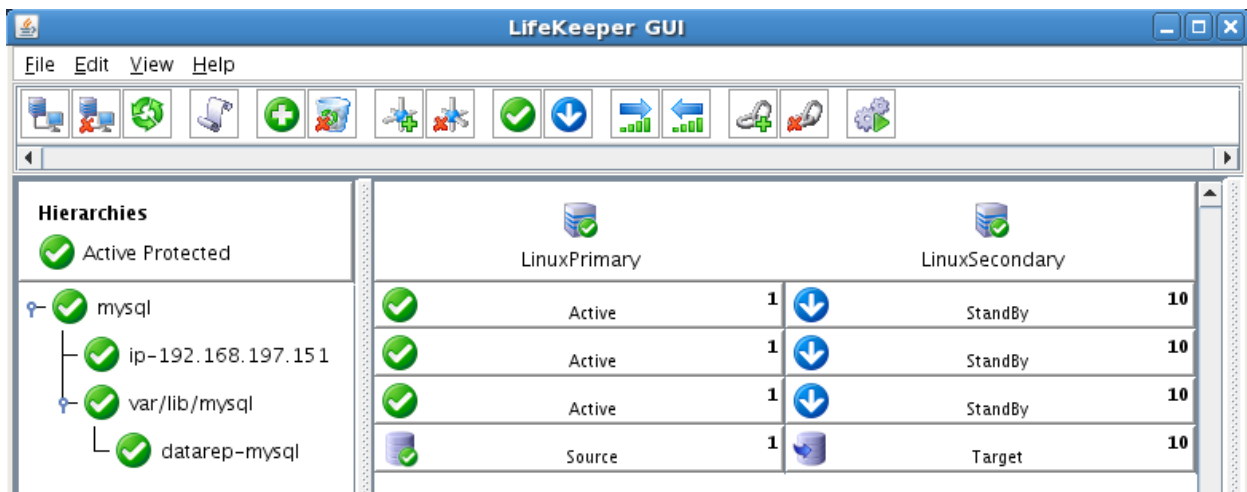 LifeKeeper GUI
File Edit View Help
Hierarchies
Active Protected
LinuxPrimary LinuxSecondary
mysql Active 1 StandBy 10
ip-192.168.197.151 Active 1 StandBy 10
var/lib/mysql Active 1 StandBy 10
datarep-mysql Source 1 Target 10